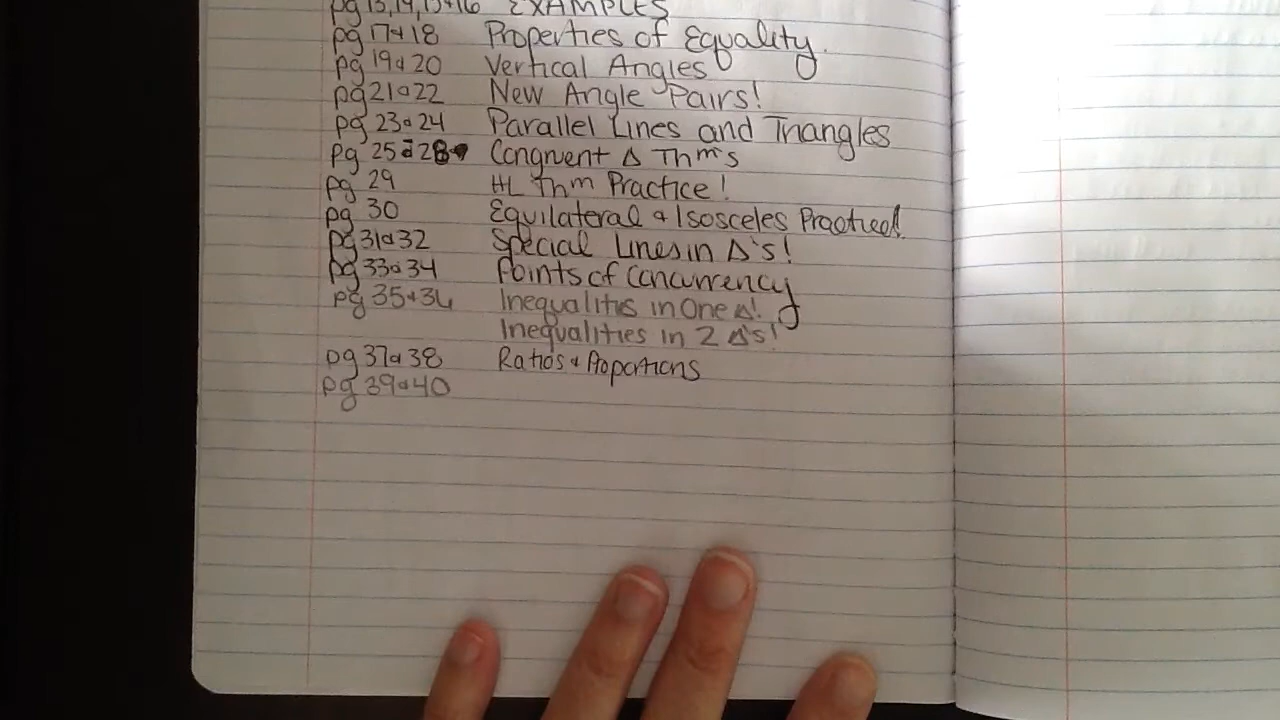 pg 13,14,15+16 EXAMPLES
pg 17+18 Properties of Equality.
pg 19+20 Vertical Angles
pg 21+22 New Angle Pairs!
pg 23+24 Parallel Lines and Triangles
pg 25-28 Congruent Δ Thm's
pg 29 HL Thm Practice!
pg 30 Equilateral + Isosceles Practice!
pg 31+32 Special Lines in Δ's!
pg 33+34 Points of Concurrency
pg 35+36 Inequalities in One Δ!
Inequalities in 2 Δ's!
pg 37+38 Ratios + Proportions
pg 39+40